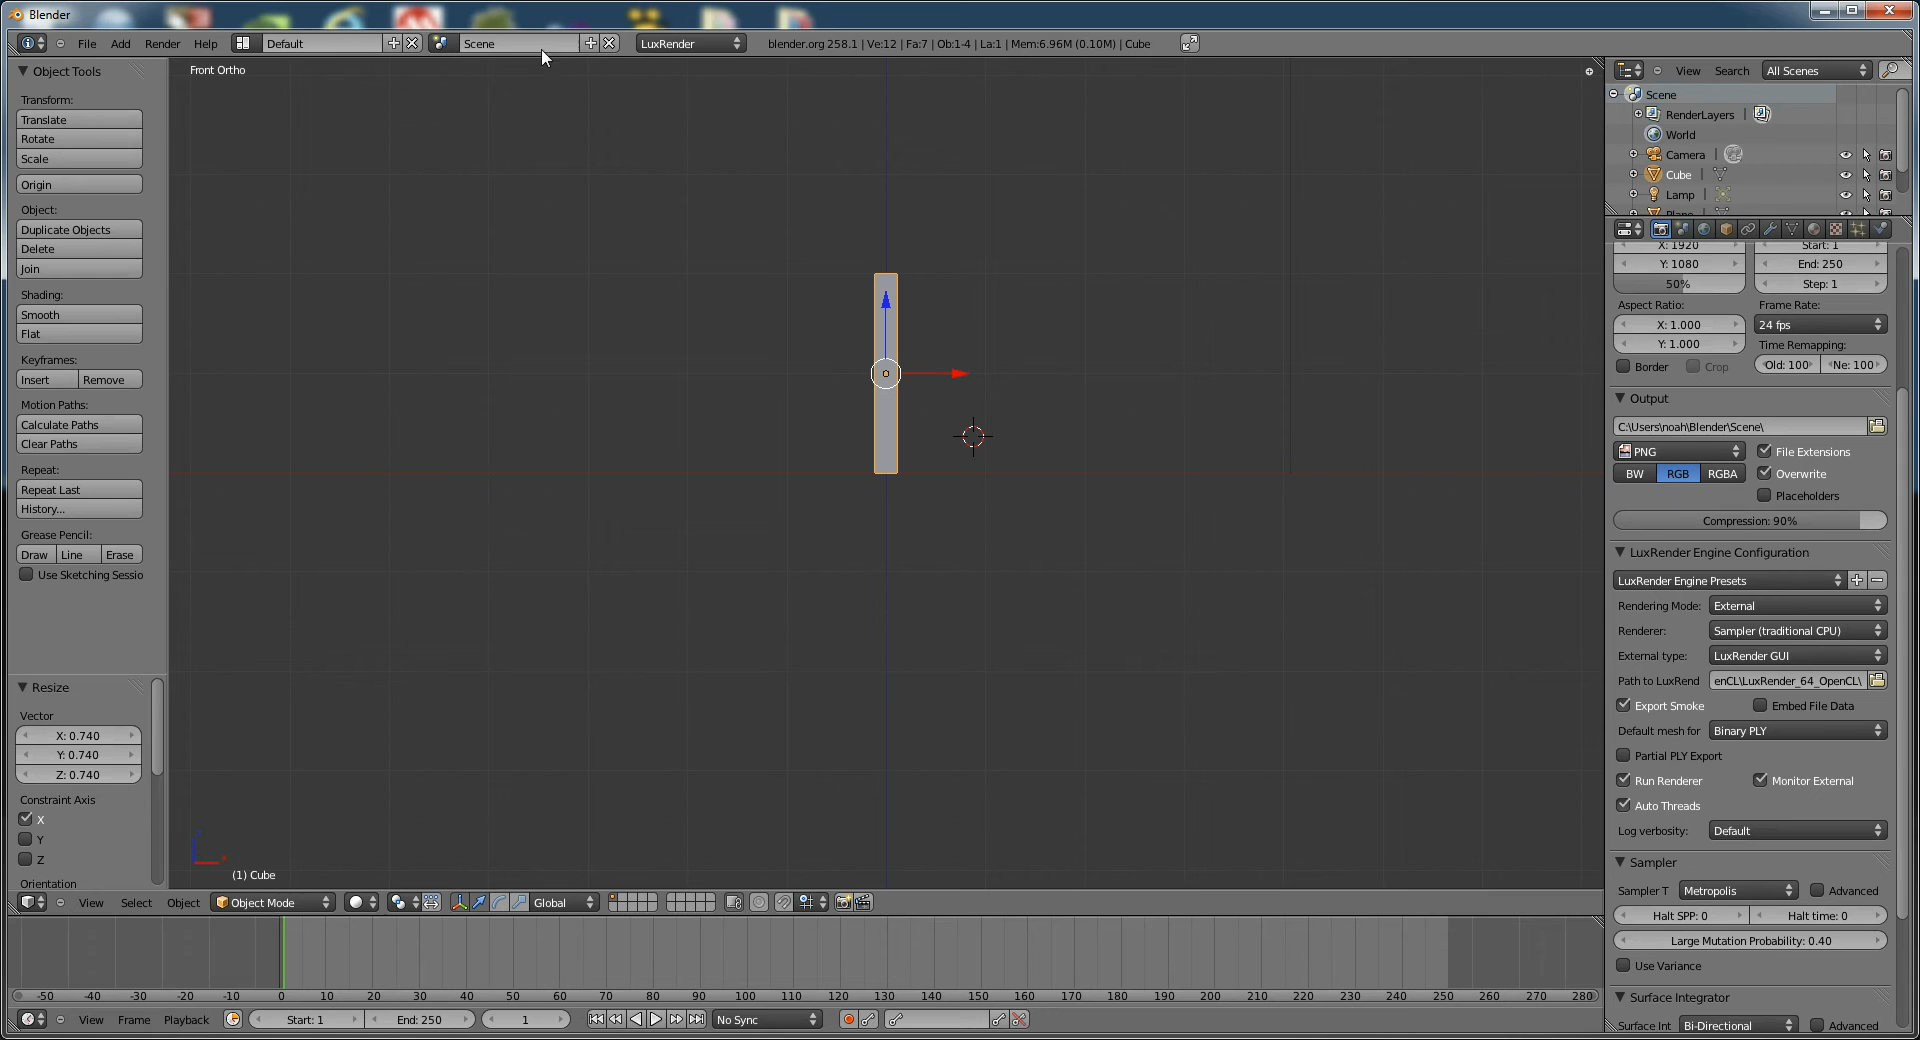 Blender
File Add Render Help Default Scene LuxRender blender.org 258.1 | Ve:12 | Fa:7 | Ob:1-4 | La:1 | Mem:6.96M (0.10M) | Cube
Object Tools
Transform:
Translate
Rotate
Scale
Origin
Object:
Duplicate Objects
Delete
Join
Shading:
Smooth
Flat
Keyframes:
Insert Remove
Motion Paths:
Calculate Paths
Clear Paths
Repeat:
Repeat Last
History...
Grease Pencil:
Draw Line Erase
Use Sketching Sessio
Resize
Vector
X: 0.740
Y: 0.740
Z: 0.740
Constraint Axis
X
Y
Z
Orientation
Front Ortho
(1) Cube
View Select Object Object Mode Global
-50 -40 -30 -20 -10 0 10 20 30 40 50 60 70 80 90 100 110 120 130 140 150 160 170 180 190 200 210 220 230 240 250 260 270 280
View Frame Playback Start: 1 End: 250 1 No Sync
View Search All Scenes
Scene
RenderLayers
World
Camera
Cube
Lamp
Plane
X: 1920 Start: 1
Y: 1080 End: 250
50% Step: 1
Aspect Ratio: Frame Rate:
X: 1.000 24 fps
Y: 1.000 Time Remapping:
Border Crop Old: 100 Ne: 100
Output
C:\Users\noah\Blender\Scene\
PNG File Extensions
BW RGB RGBA Overwrite
Placeholders
Compression: 90%
LuxRender Engine Configuration
LuxRender Engine Presets
Rendering Mode: External
Renderer: Sampler (traditional CPU)
External type: LuxRender GUI
Path to LuxRend enCL\LuxRender_64_OpenCL\
Export Smoke Embed File Data
Default mesh for Binary PLY
Partial PLY Export
Run Renderer Monitor External
Auto Threads
Log verbosity: Default
Sampler
Sampler T Metropolis Advanced
Halt SPP: 0 Halt time: 0
Large Mutation Probability: 0.40
Use Variance
Surface Integrator
Surface Int Bi-Directional Advanced